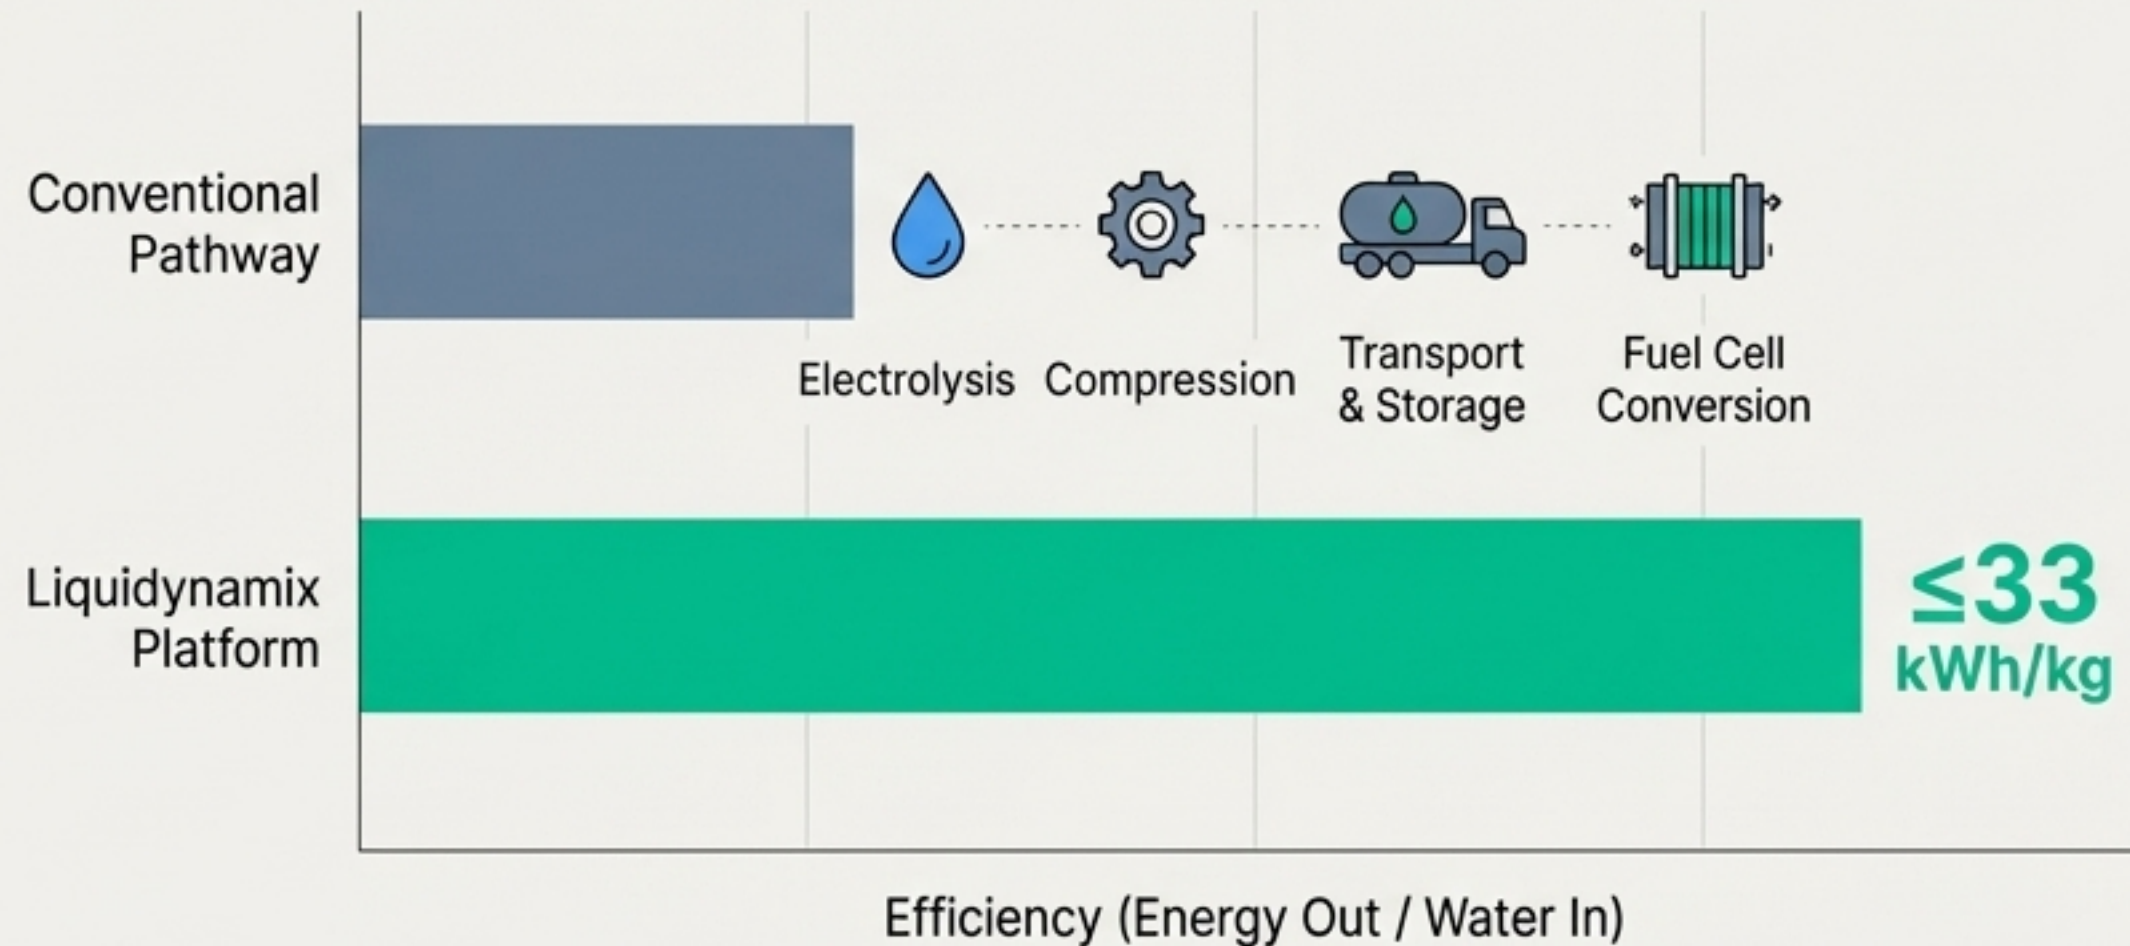 Conventional
Pathway
Electrolysis
Compression
Transport
& Storage
Fuel Cell
Conversion
Liquidynamix
Platform
≤33
kWh/kg
Efficiency (Energy Out / Water In)